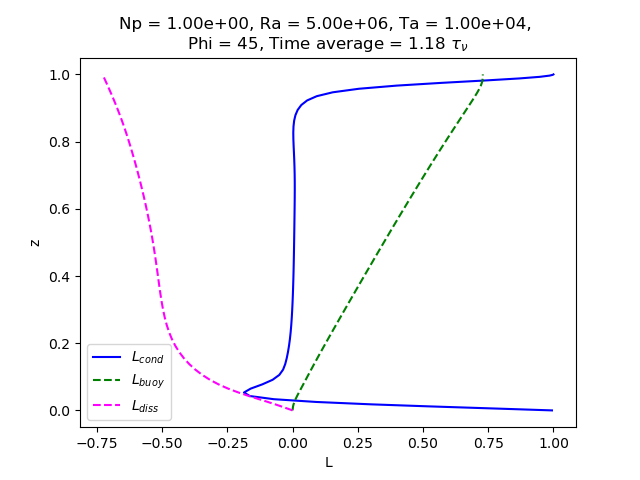 Np = 1.00e+00, Ra = 5.00e+06, Ta = 1.00e+04,
Phi = 45, Time average = 1.18 τν
1.0
0.8
0.6
0.4
0.2
0.0
z
L_cond
L_buoy
L_diss
−0.75 −0.50 −0.25 0.00 0.25 0.50 0.75 1.00
L